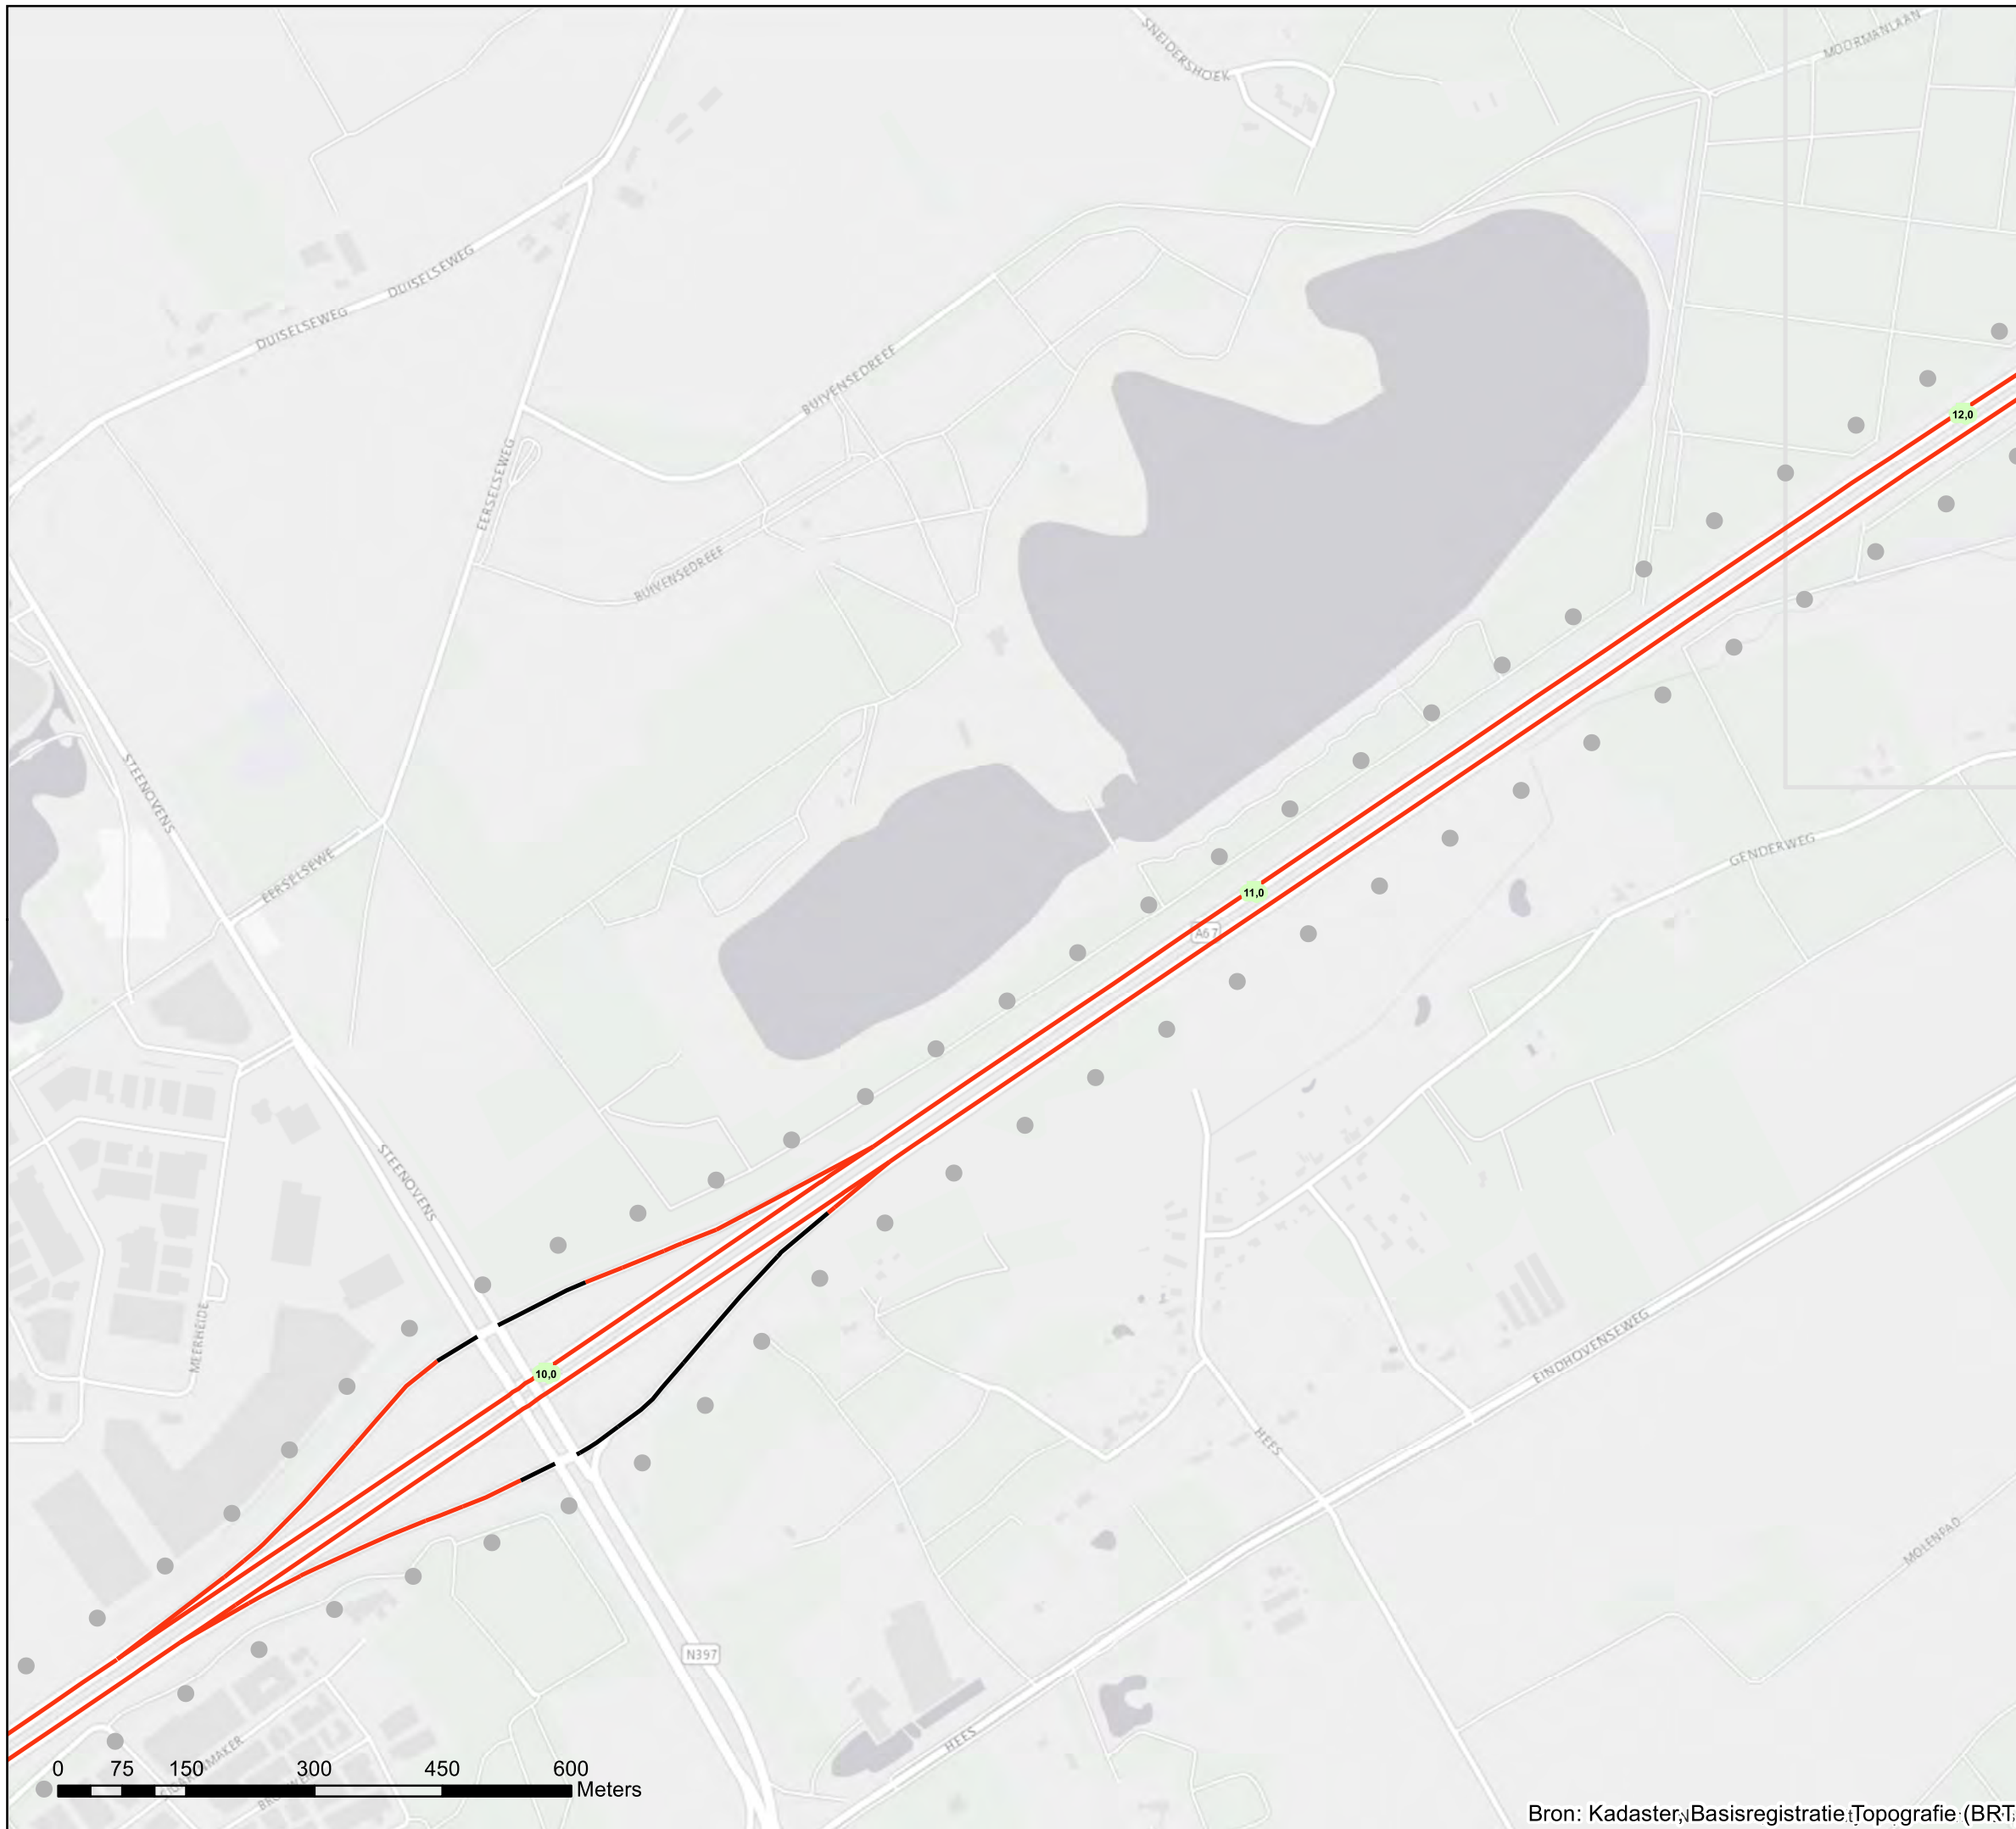 SNEIDERSHOEK
MOORMANLAAN
DUISELSEWEG
DUISELSEWEG
BUIVENSEDREEF
12,0
EERSELSEWEG
BUIVENSEDREEF
STEENOVENS
EERSELSEWE
GENDERWEG
11,0
A67
STEENOVENS
MEERHEIDE
10,0
EINDHOVENSEWEG
HEES
MOLENPAD
N397
HEES
0 75 150 300 450 600
Meters
Bron: Kadaster, Basisregistratie Topografie (BRT